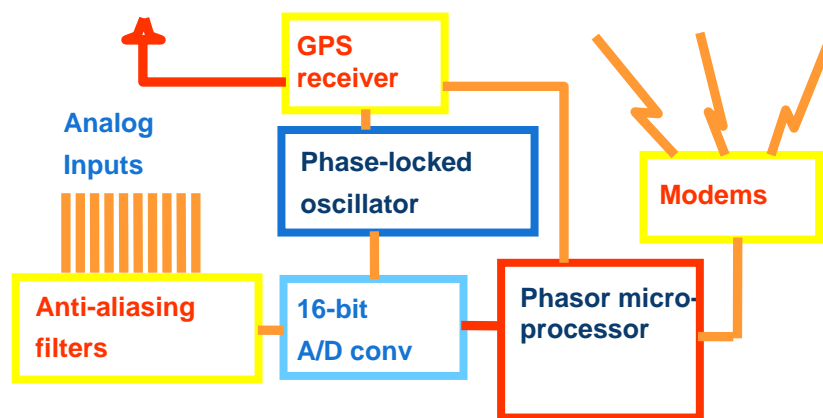 GPS
receiver
Analog
Inputs
Phase-locked
oscillator
Modems
Anti-aliasing
filters
16-bit
A/D conv
Phasor micro-
processor